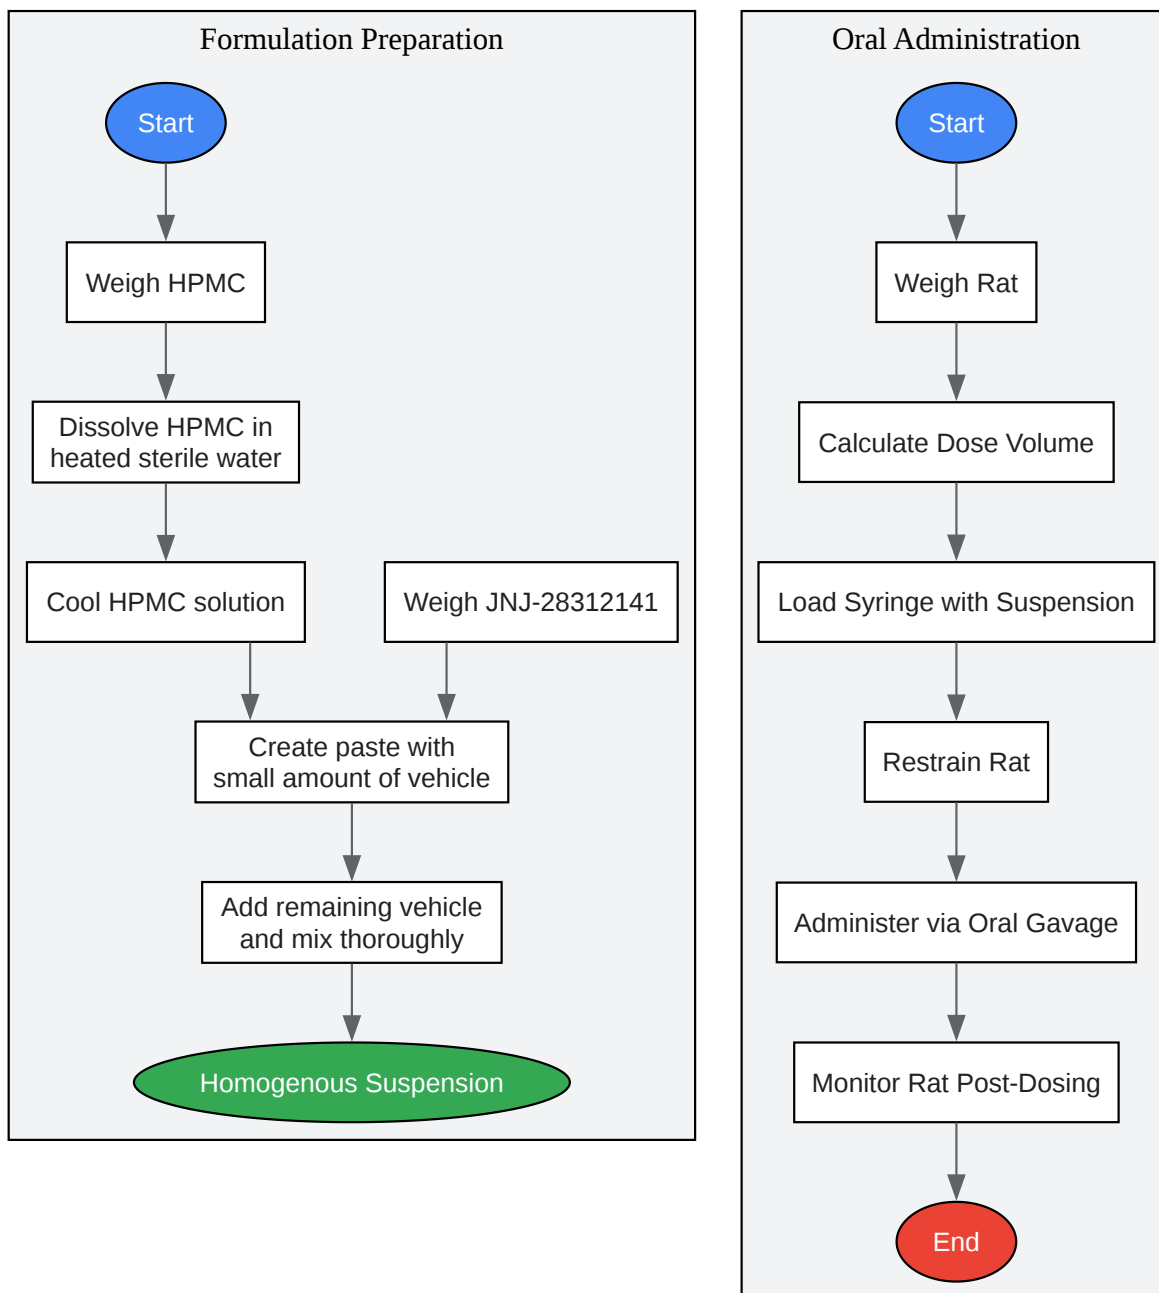 Formulation Preparation
Start
Weigh HPMC
Dissolve HPMC in
heated sterile water
Cool HPMC solution
Weigh JNJ-28312141
Create paste with
small amount of vehicle
Add remaining vehicle
and mix thoroughly
Homogenous Suspension
Oral Administration
Start
Weigh Rat
Calculate Dose Volume
Load Syringe with Suspension
Restrain Rat
Administer via Oral Gavage
Monitor Rat Post-Dosing
End